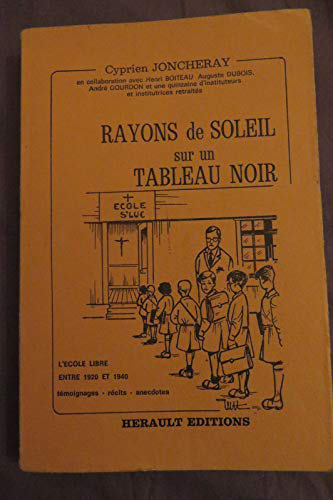 Cyprien JONCHERAY
en collaboration avec Henri BOITEAU Auguste DUBOIS,
André GOURDON et une quinzaine d'instituteurs
et institutrices retraités
RAYONS de SOLEIL
sur un
TABLEAU NOIR
ECOLE
St LUC
L'ECOLE LIBRE
ENTRE 1920 ET 1940
témoignages - récits - anecdotes
HERAULT EDITIONS